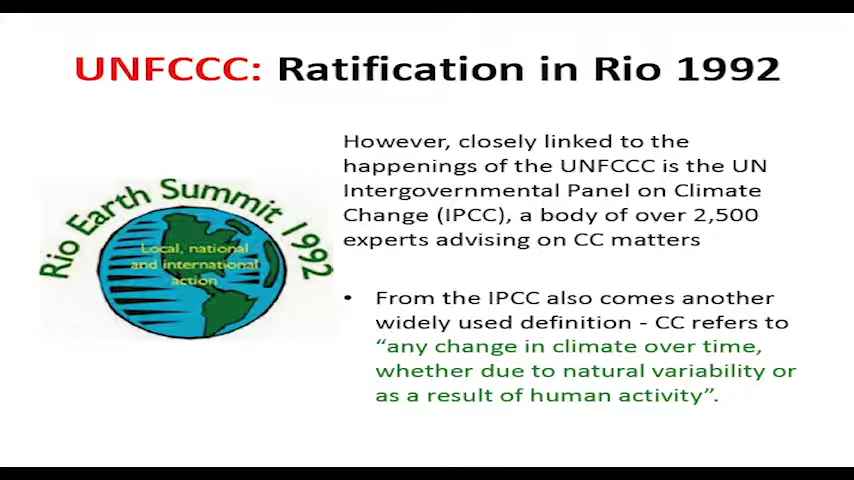 UNFCCC: Ratification in Rio 1992
Rio Earth Summit 1992
Local, national
and international
action
However, closely linked to the
happenings of the UNFCCC is the UN
Intergovernmental Panel on Climate
Change (IPCC), a body of over 2,500
experts advising on CC matters
• From the IPCC also comes another
widely used definition - CC refers to
“any change in climate over time,
whether due to natural variability or
as a result of human activity”.